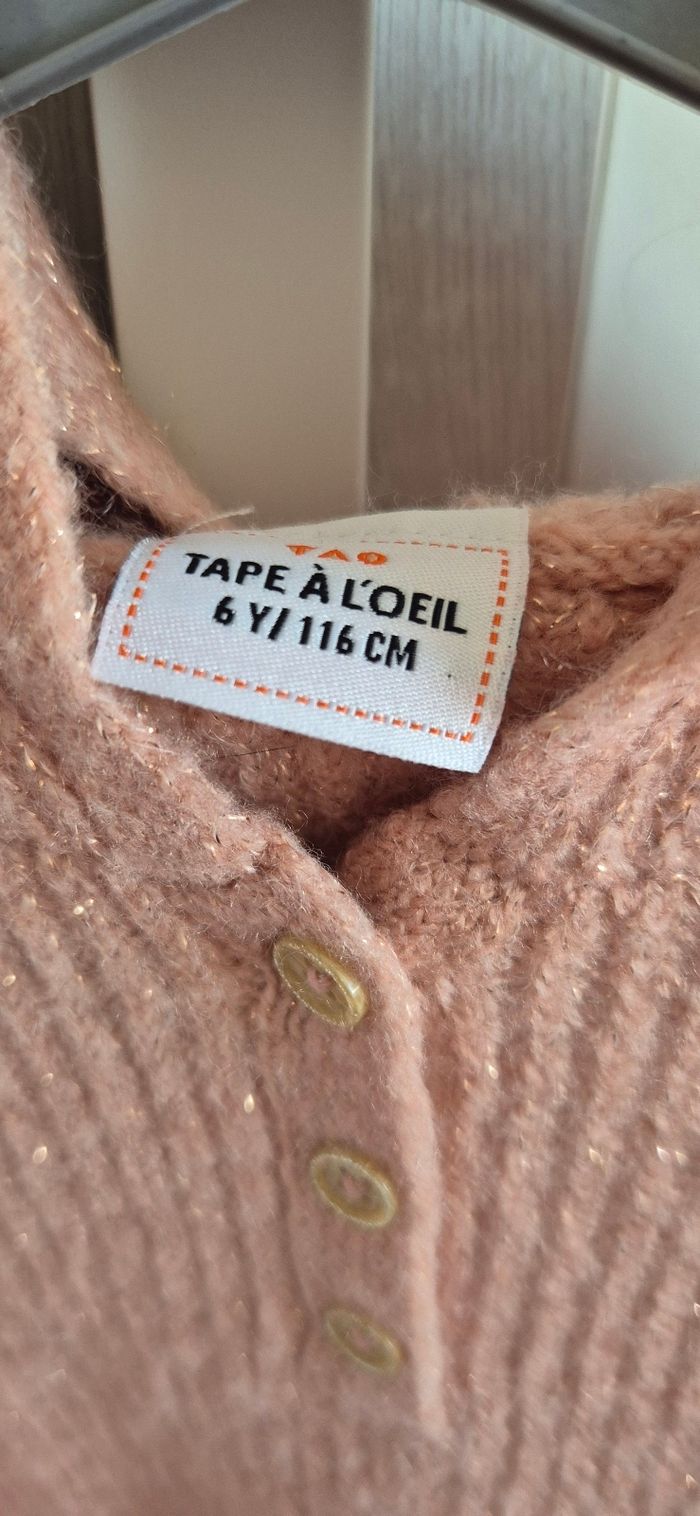 TAO
TAPE À L'OEIL
6 Y/ 116 CM